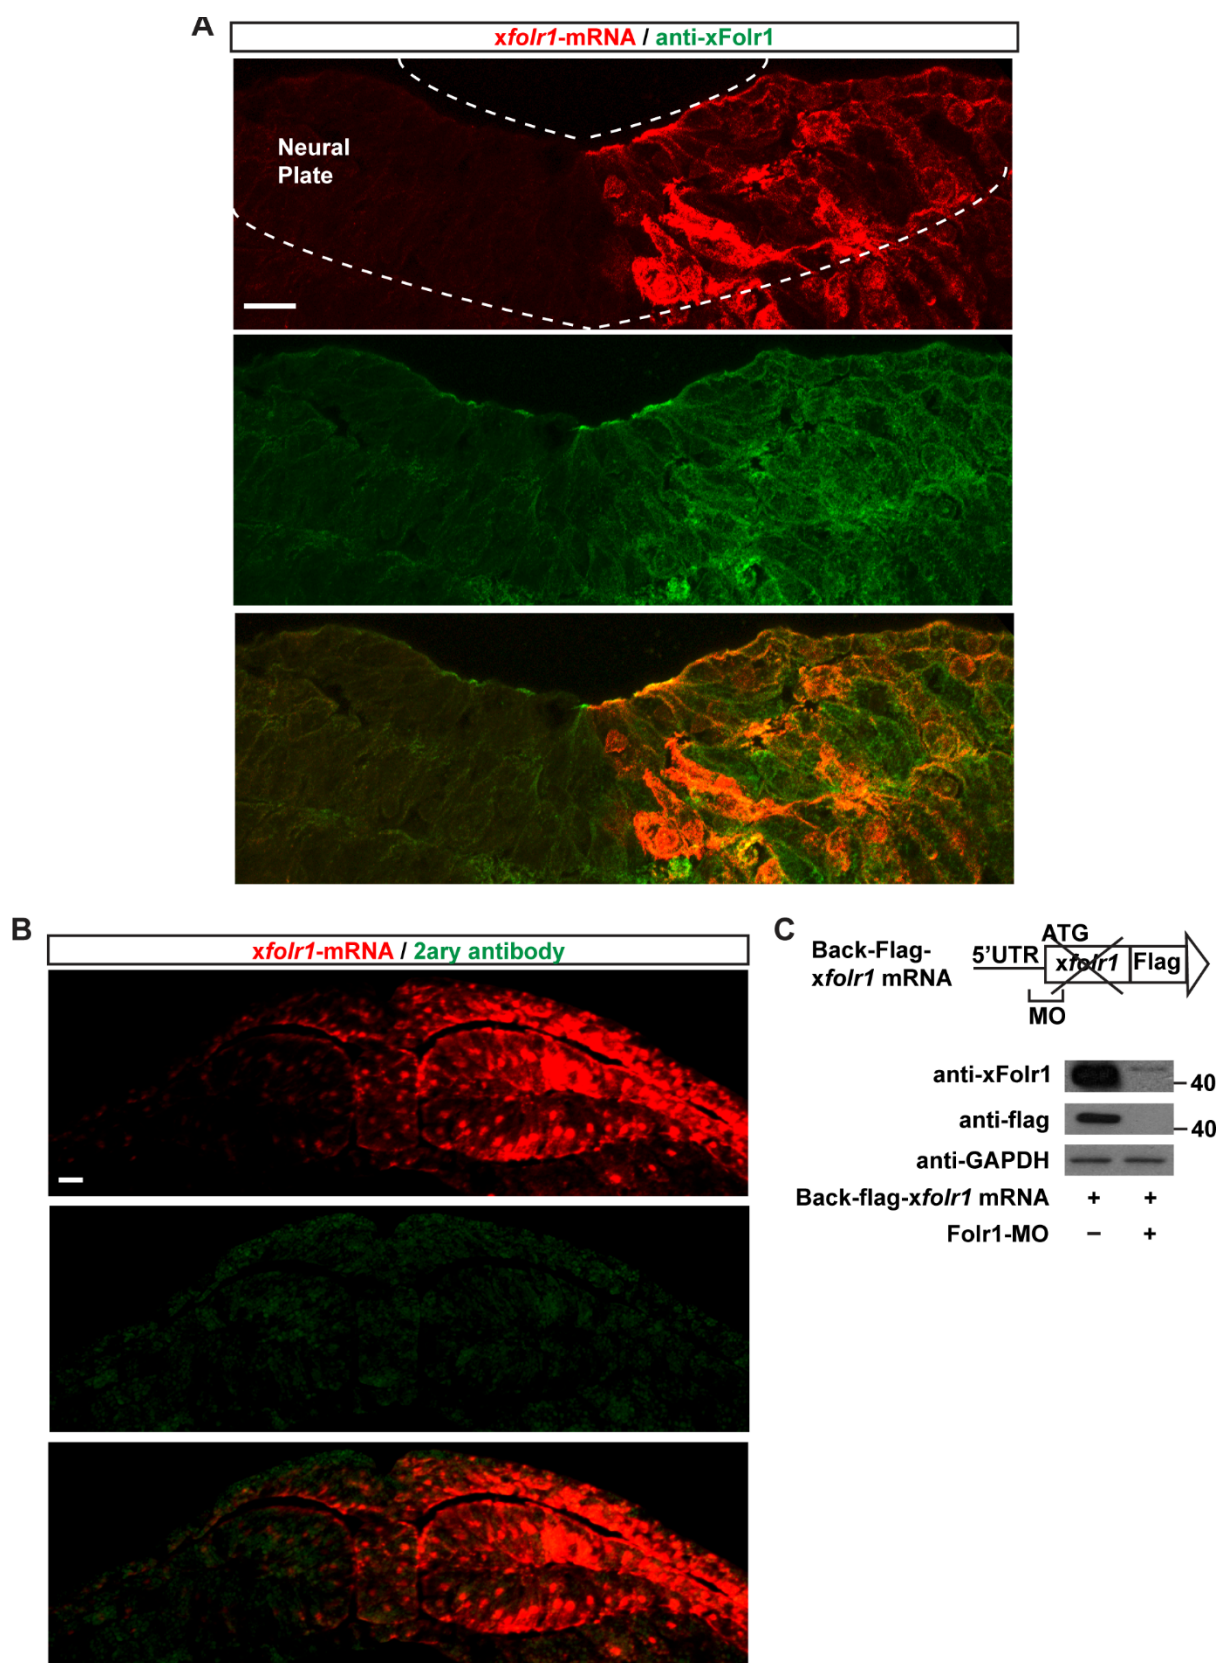 A
xfolr1-mRNA / anti-xFolr1
Neural
Plate
B
xfolr1-mRNA / 2ary antibody
C
Back-Flag-
xfolr1 mRNA
5'UTR
ATG
xfolr1
Flag
MO
anti-xFolr1
40
anti-flag
40
anti-GAPDH
Back-flag-xfolr1 mRNA + +
Folr1-MO – +